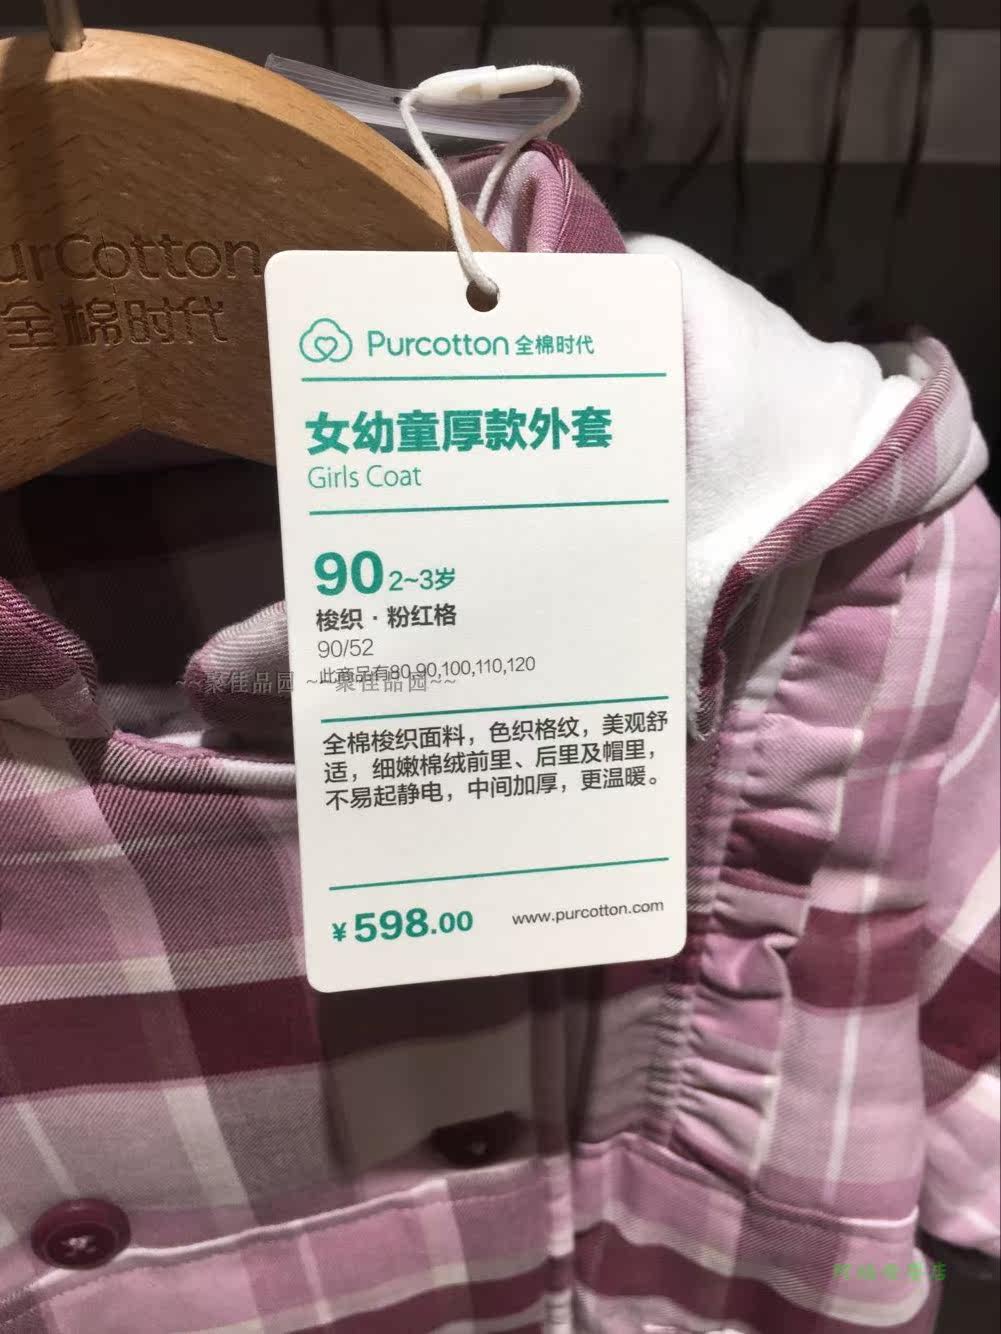 urCotton
全棉时代
Purcotton 全棉时代
女幼童厚款外套
Girls Coat
90 2~3岁
梭织·粉红格
90/52
此商品有80,90,100,110,120
~聚佳品园 ~~聚佳品园~~
全棉梭织面料，色织格纹，美观舒
适，细嫩棉绒前里、后里及帽里，
不易起静电，中间加厚，更温暖。
¥598.00 www.purcotton.com